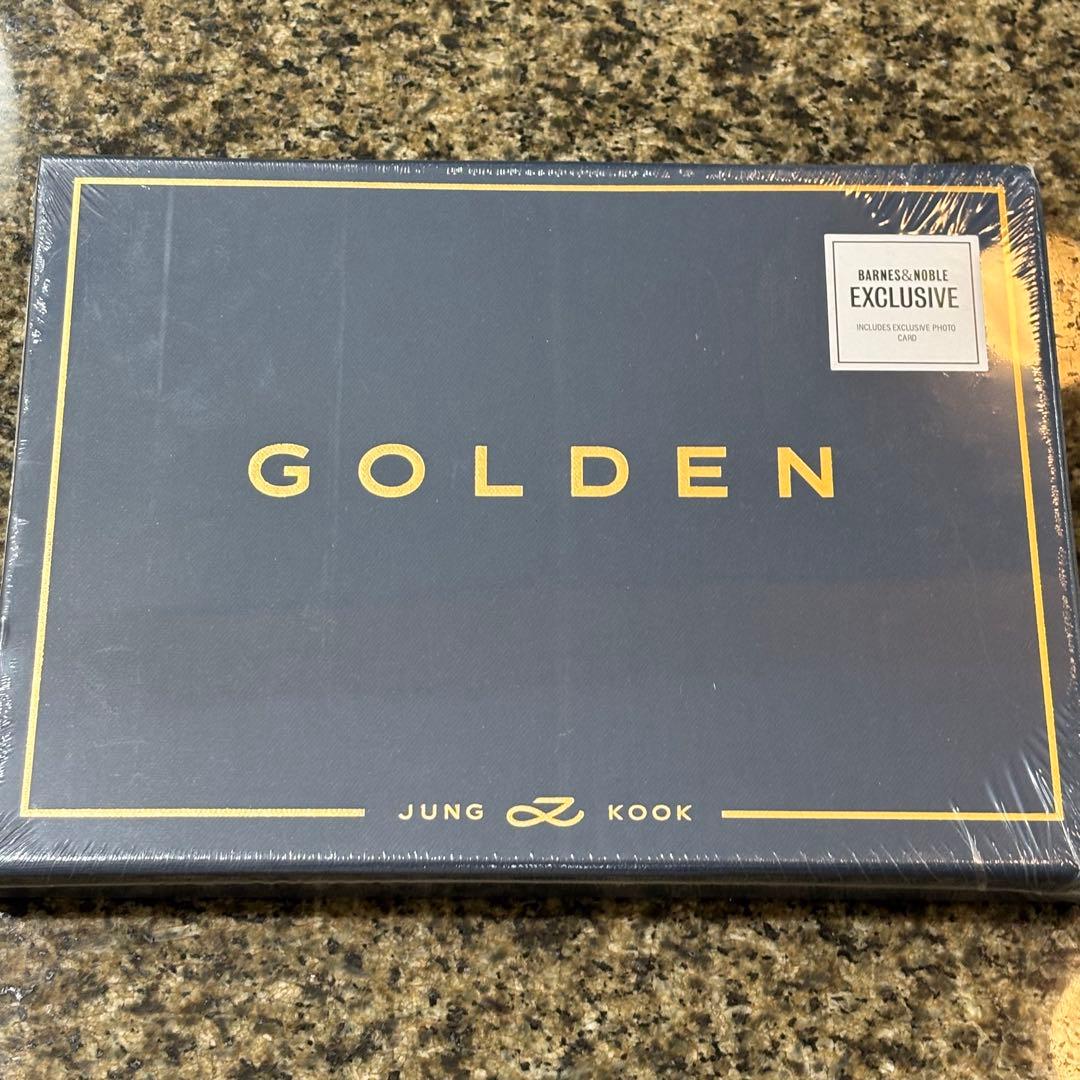 BARNES&NOBLE
EXCLUSIVE
INCLUDES EXCLUSIVE PHOTO
CARD
GOLDEN
JUNG KOOK